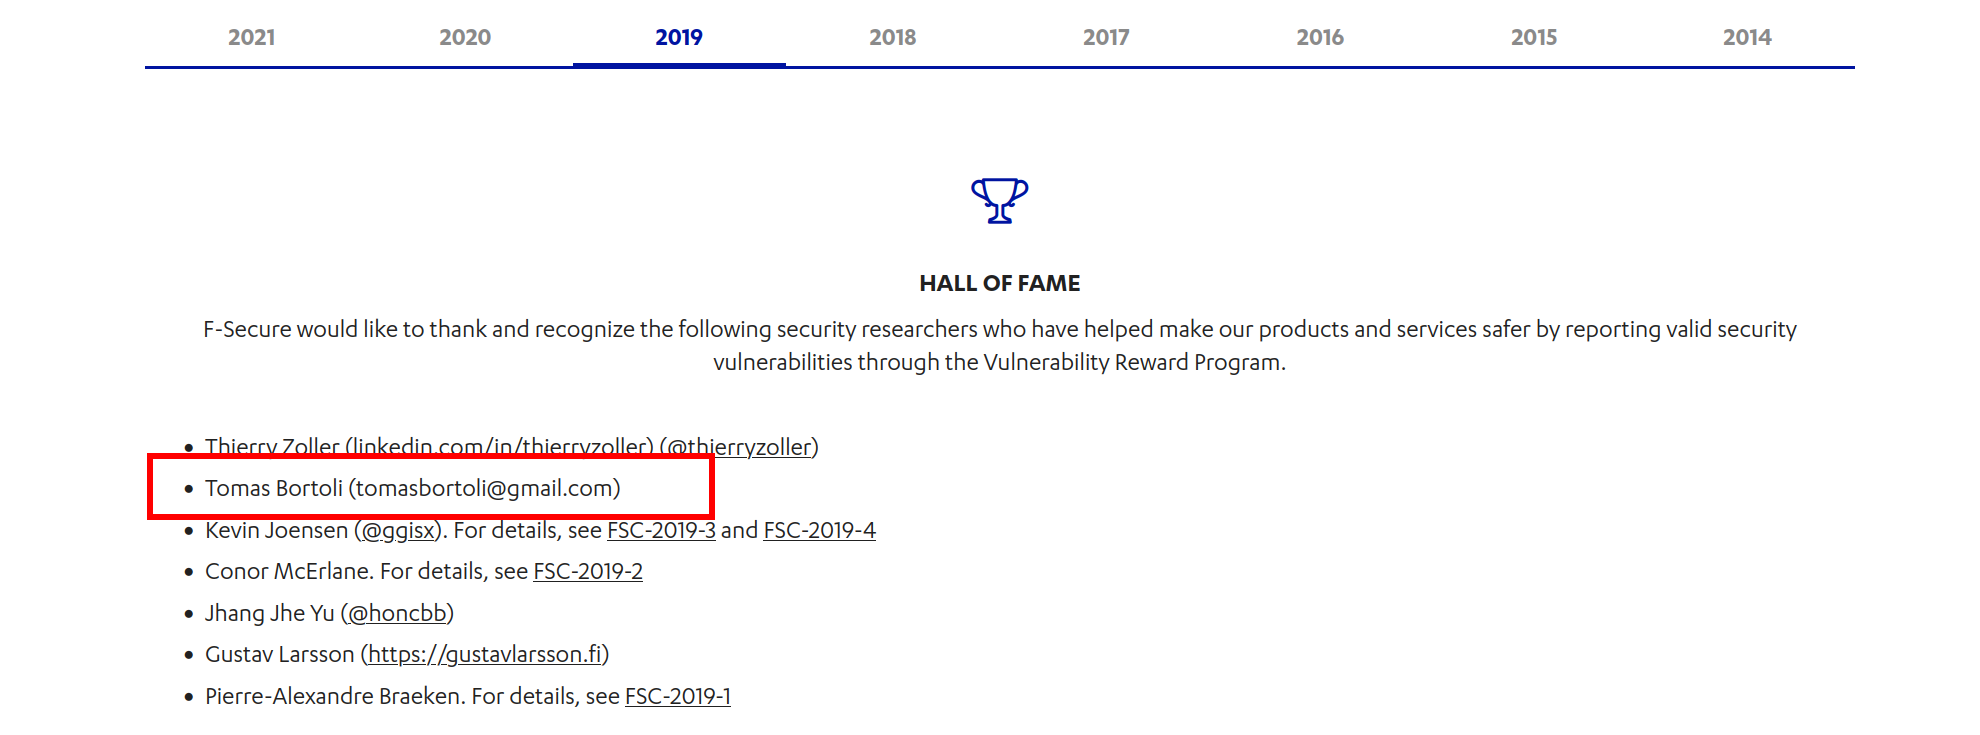 2021 2020 2019 2018 2017 2016 2015 2014
HALL OF FAME
F-Secure would like to thank and recognize the following security researchers who have helped make our products and services safer by reporting valid security
vulnerabilities through the Vulnerability Reward Program.
• Thierry Zoller (linkedin.com/in/thierryzoller) (@thierryzoller)
• Tomas Bortoli (tomasbortoli@gmail.com)
• Kevin Joensen (@ggisx). For details, see FSC-2019-3 and FSC-2019-4
• Conor McErlane. For details, see FSC-2019-2
• Jhang Jhe Yu (@honcbb)
• Gustav Larsson (https://gustavlarsson.fi)
• Pierre-Alexandre Braeken. For details, see FSC-2019-1